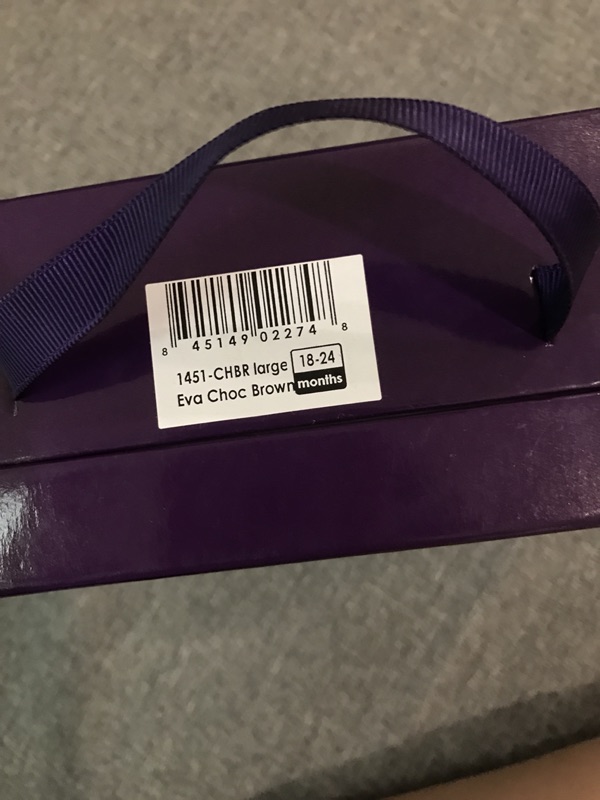 8 45149 02274 8
1451-CHBR large 18-24
Eva Choc Brown months